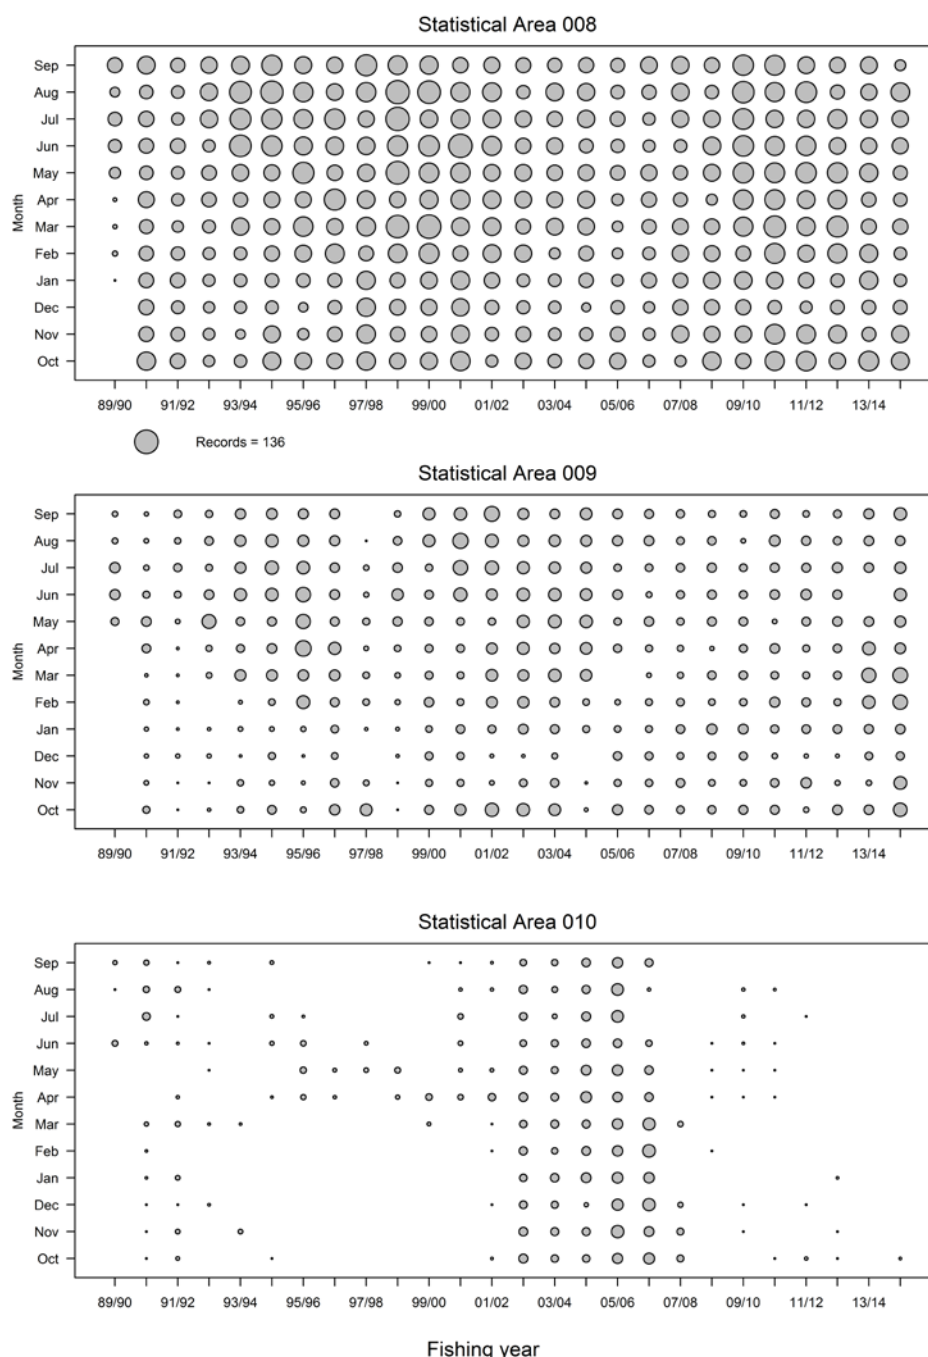 Statistical Area 008
Sep
Aug
Jul
Jun
May
Apr
Mar
Feb
Jan
Dec
Nov
Oct
Month
89/90 91/92 93/94 95/96 97/98 99/00 01/02 03/04 05/06 07/08 09/10 11/12 13/14
Records = 136
Statistical Area 009
Sep
Aug
Jul
Jun
May
Apr
Mar
Feb
Jan
Dec
Nov
Oct
Month
89/90 91/92 93/94 95/96 97/98 99/00 01/02 03/04 05/06 07/08 09/10 11/12 13/14
Statistical Area 010
Sep
Aug
Jul
Jun
May
Apr
Mar
Feb
Jan
Dec
Nov
Oct
Month
89/90 91/92 93/94 95/96 97/98 99/00 01/02 03/04 05/06 07/08 09/10 11/12 13/14
Fishing year